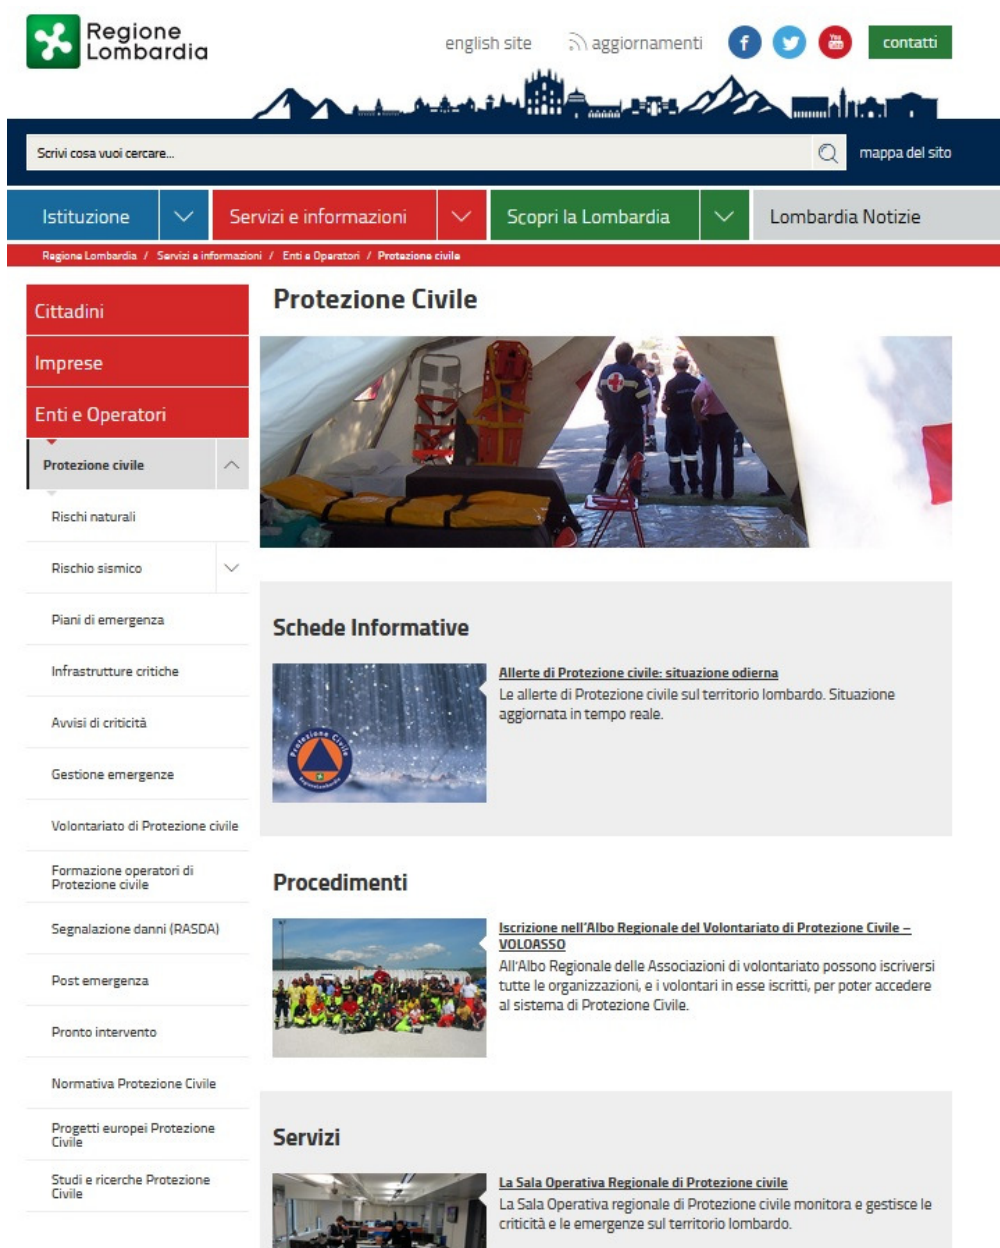 Regione
Lombardia
english site
aggiornamenti
f
You
Tube
contatti
Scrivi cosa vuoi cercare...
mappa del sito
Istituzione
Servizi e informazioni
Scopri la Lombardia
Lombardia Notizie
Regione Lombardia / Servizi e informazioni / Enti e Operatori / Protezione civile
Cittadini
Imprese
Enti e Operatori
Protezione civile
Rischi naturali
Rischio sismico
Piani di emergenza
Infrastrutture critiche
Avvisi di criticità
Gestione emergenze
Volontariato di Protezione civile
Formazione operatori di
Protezione civile
Segnalazione danni (RASDA)
Post emergenza
Pronto intervento
Normativa Protezione Civile
Progetti europei Protezione
Civile
Studi e ricerche Protezione
Civile
Protezione Civile
Schede Informative
Protezione Civile
RegioneLombardia
Allerte di Protezione civile: situazione odierna
Le allerte di Protezione civile sul territorio lombardo. Situazione
aggiornata in tempo reale.
Procedimenti
Iscrizione nell'Albo Regionale del Volontariato di Protezione Civile –
VOLOASSO
All'Albo Regionale delle Associazioni di volontariato possono iscriversi
tutte le organizzazioni, e i volontari in esse iscritti, per poter accedere
al sistema di Protezione Civile.
Servizi
La Sala Operativa Regionale di Protezione civile
La Sala Operativa regionale di Protezione civile monitora e gestisce le
criticità e le emergenze sul territorio lombardo.